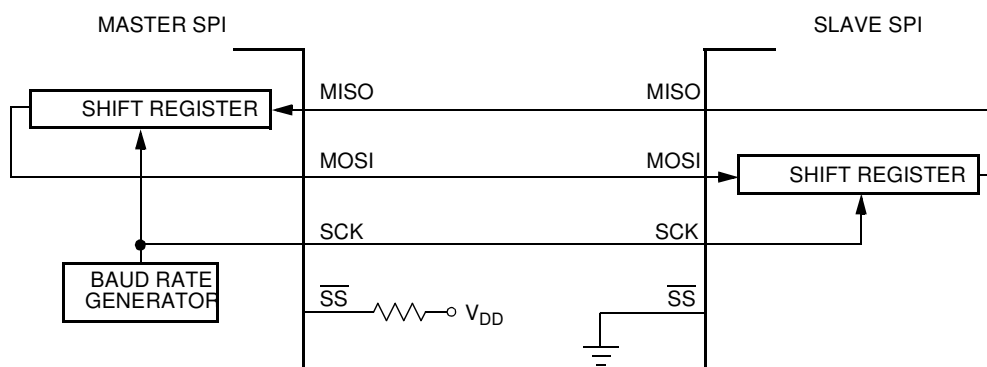 MASTER SPI
SLAVE SPI
MISO
MISO
SHIFT REGISTER
MOSI
MOSI
SHIFT REGISTER
SCK
SCK
BAUD RATE
GENERATOR
SS
VDD
SS